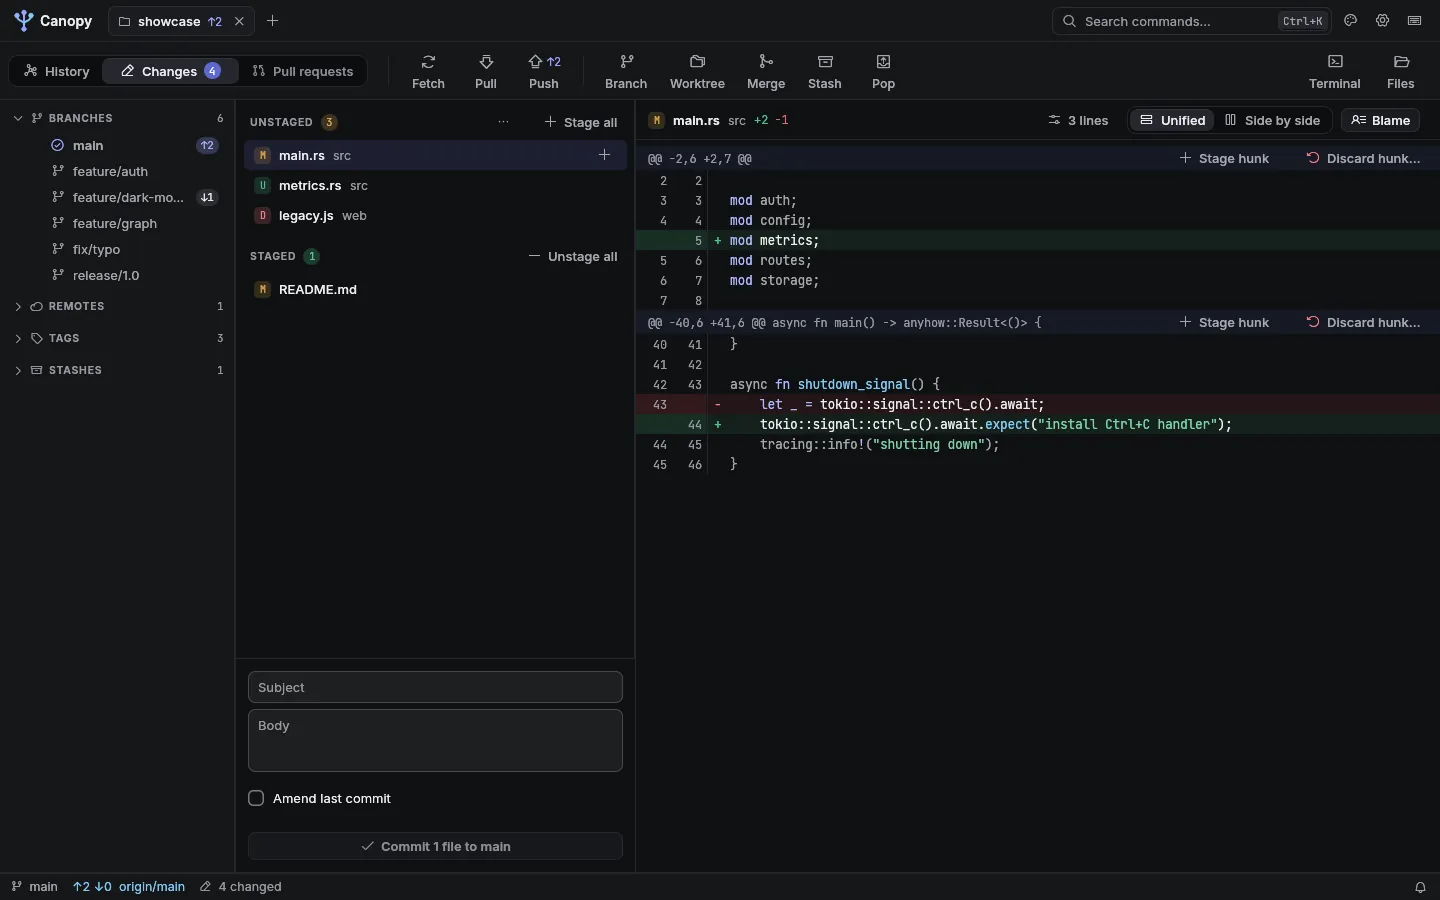 Canopy
showcase ↑2
Search commands... Ctrl+K
History Changes 4 Pull requests
Fetch Pull Push ↑2 Branch Worktree Merge Stash Pop Terminal Files
BRANCHES 6
main ↑2
feature/auth
feature/dark-mo... ↓1
feature/graph
fix/typo
release/1.0
REMOTES 1
TAGS 3
STASHES 1
UNSTAGED 3 ... Stage all
M main.rs src
U metrics.rs src
D legacy.js web
STAGED 1 Unstage all
M README.md
Subject
Body
Amend last commit
Commit 1 file to main
M main.rs src +2 -1 3 lines Unified Side by side Blame
@@ -2,6 +2,7 @@ Stage hunk Discard hunk...
2 2
3 3 mod auth;
4 4 mod config;
5 + mod metrics;
5 6 mod routes;
6 7 mod storage;
7 8
@@ -40,6 +41,6 @@ async fn main() -> anyhow::Result<()> { Stage hunk Discard hunk...
40 41 }
41 42
42 43 async fn shutdown_signal() {
43 - let _ = tokio::signal::ctrl_c().await;
44 + tokio::signal::ctrl_c().await.expect("install Ctrl+C handler");
44 45 tracing::info!("shutting down");
45 46 }
main ↑2 ↓0 origin/main 4 changed